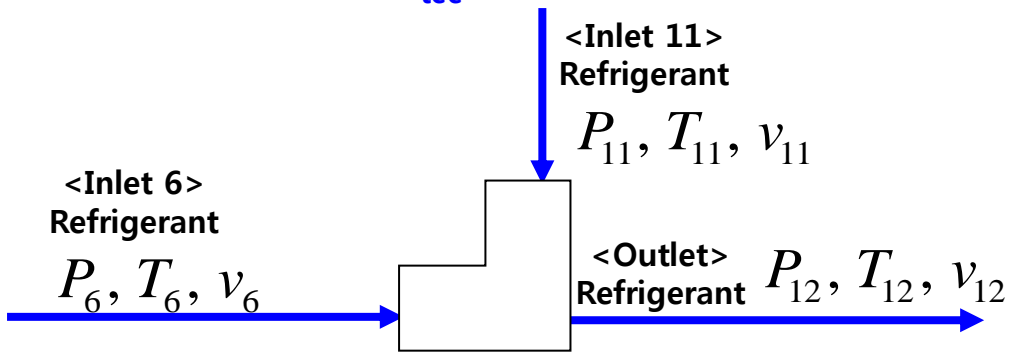 <Inlet 11>
Refrigerant
P₁₁, T₁₁, v₁₁
<Inlet 6>
Refrigerant
P₆, T₆, v₆
<Outlet>
Refrigerant
P₁₂, T₁₂, v₁₂